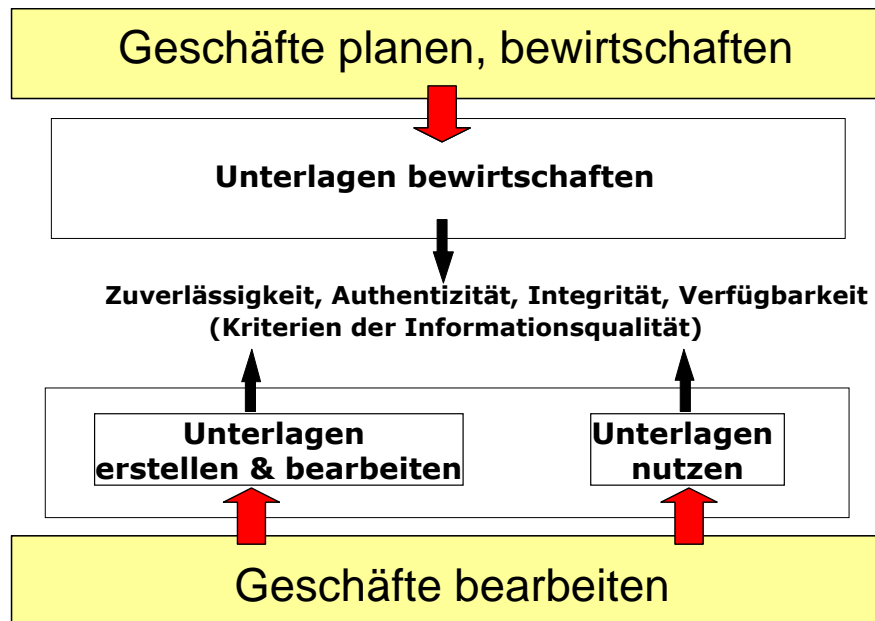 Geschäfte planen, bewirtschaften
Unterlagen bewirtschaften
Zuverlässigkeit, Authentizität, Integrität, Verfügbarkeit
(Kriterien der Informationsqualität)
Unterlagen
erstellen & bearbeiten
Unterlagen
nutzen
Geschäfte bearbeiten